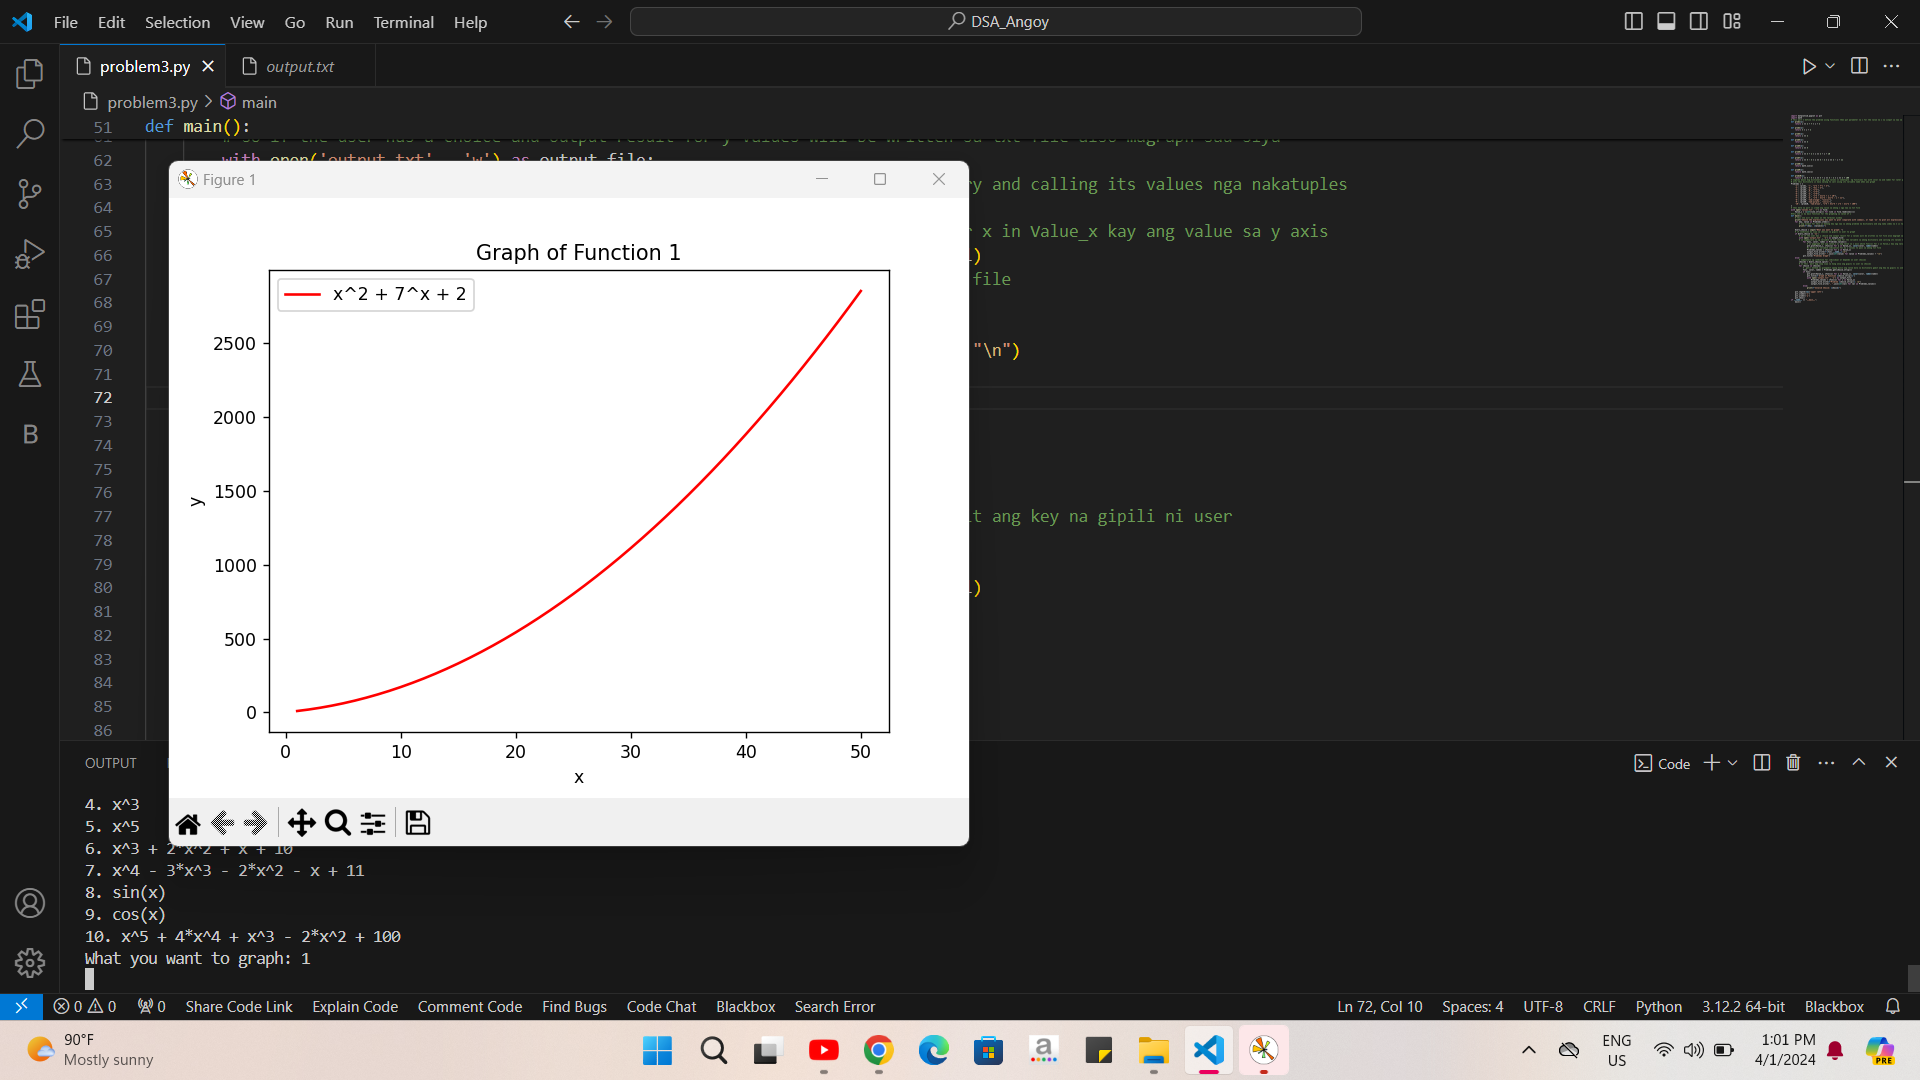 File Edit Selection View Go Run Terminal Help
DSA_Angoy
problem3.py
output.txt
problem3.py > main
51 def main():
62 with open('output.txt', 'w') as output_file:
63 y and calling its values nga nakatuples
64
65 x in Value_x kay ang value sa y axis
66 )
67 file
68
69
70 "\n")
71
72
73
74
75
76
77 t ang key na gipili ni user
78
79
80 )
81
82
83
84
85
86
Figure 1
Graph of Function 1
x^2 + 7^x + 2
2500
2000
1500
1000
500
0
y
0 10 20 30 40 50
x
OUTPUT
Code
4. x^3
5. x^5
6. x^3 + 2*x^2 + x + 10
7. x^4 - 3*x^3 - 2*x^2 - x + 11
8. sin(x)
9. cos(x)
10. x^5 + 4*x^4 + x^3 - 2*x^2 + 100
What you want to graph: 1
0 0 0 Share Code Link Explain Code Comment Code Find Bugs Code Chat Blackbox Search Error
Ln 72, Col 10 Spaces: 4 UTF-8 CRLF Python 3.12.2 64-bit Blackbox
90°F
Mostly sunny
ENG
US
1:01 PM
4/1/2024
PRE